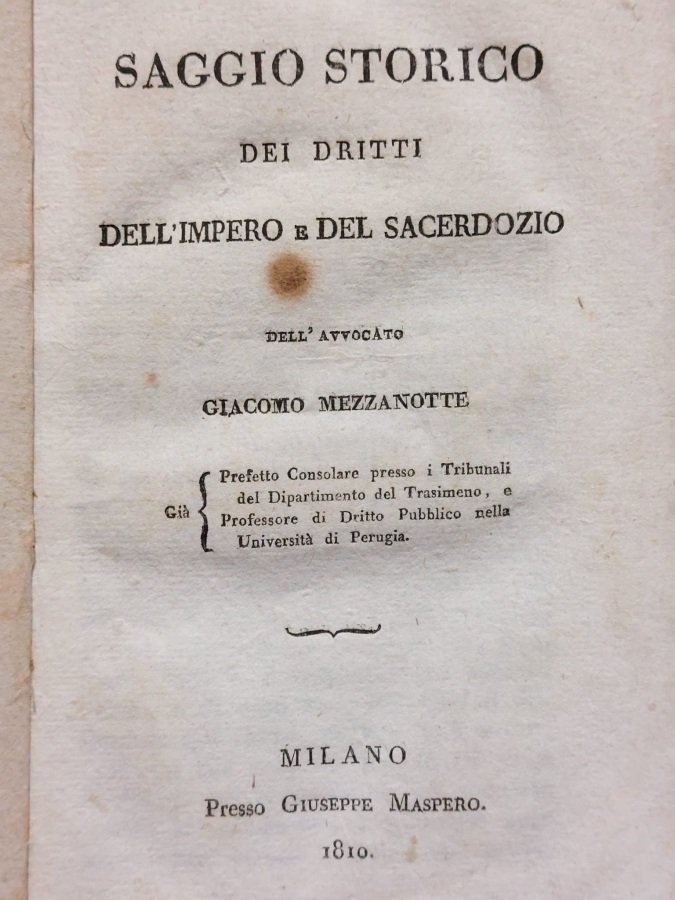 SAGGIO STORICO
DEI DRITTI
DELL'IMPERO E DEL SACERDOZIO
DELL' AVVOCATO
GIACOMO MEZZANOTTE
Già
Prefetto Consolare presso i Tribunali
del Dipartimento del Trasimeno, e
Professore di Dritto Pubblico nella
Università di Perugia.
MILANO
Presso GIUSEPPE MASPERO.
1810.